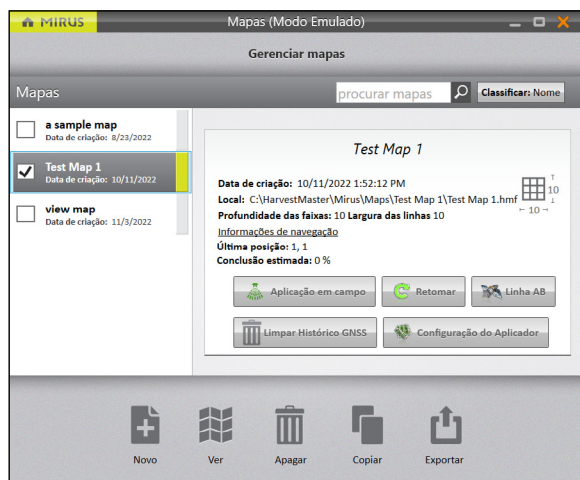 MIRUS
Mapas (Modo Emulado)
Gerenciar mapas
Mapas
procurar mapas
Classificar: Nome
a sample map
Data de criação: 8/23/2022
Test Map 1
Data de criação: 10/11/2022
view map
Data de criação: 11/3/2022
Test Map 1
Data de criação: 10/11/2022 1:52:12 PM
Local: C:\HarvestMaster\Mirus\Maps\Test Map 1\Test Map 1.hmf
Profundidade das faixas: 10 Largura das linhas 10
10
10
Informações de navegação
Última posição: 1, 1
Conclusão estimada: 0 %
Aplicação em campo
Retomar
Linha AB
Limpar Histórico GNSS
Configuração do Aplicador
Novo
Ver
Apagar
Copiar
Exportar